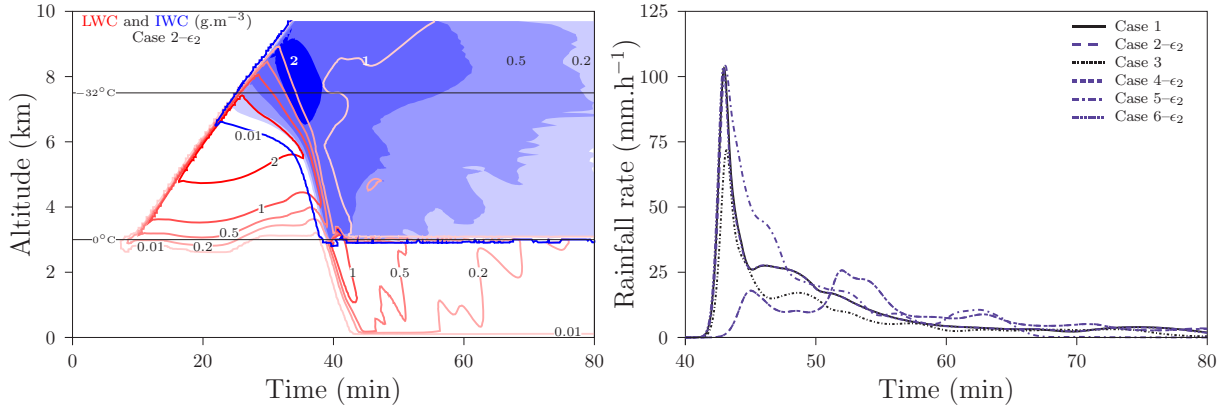 LWC and IWC (g.m⁻³)
Case 2–ϵ₂
10
8
6
4
2
0
Altitude (km)
−32°C
0°C
2
1
0.5
0.2
0.01
2
1
0.5
0.2
0.01
1
0.5
0.2
0.01
0
20
40
60
80
Time (min)
125
100
75
50
25
0
Rainfall rate (mm.h⁻¹)
Case 1
Case 2–ϵ₂
Case 3
Case 4–ϵ₂
Case 5–ϵ₂
Case 6–ϵ₂
40
50
60
70
80
Time (min)